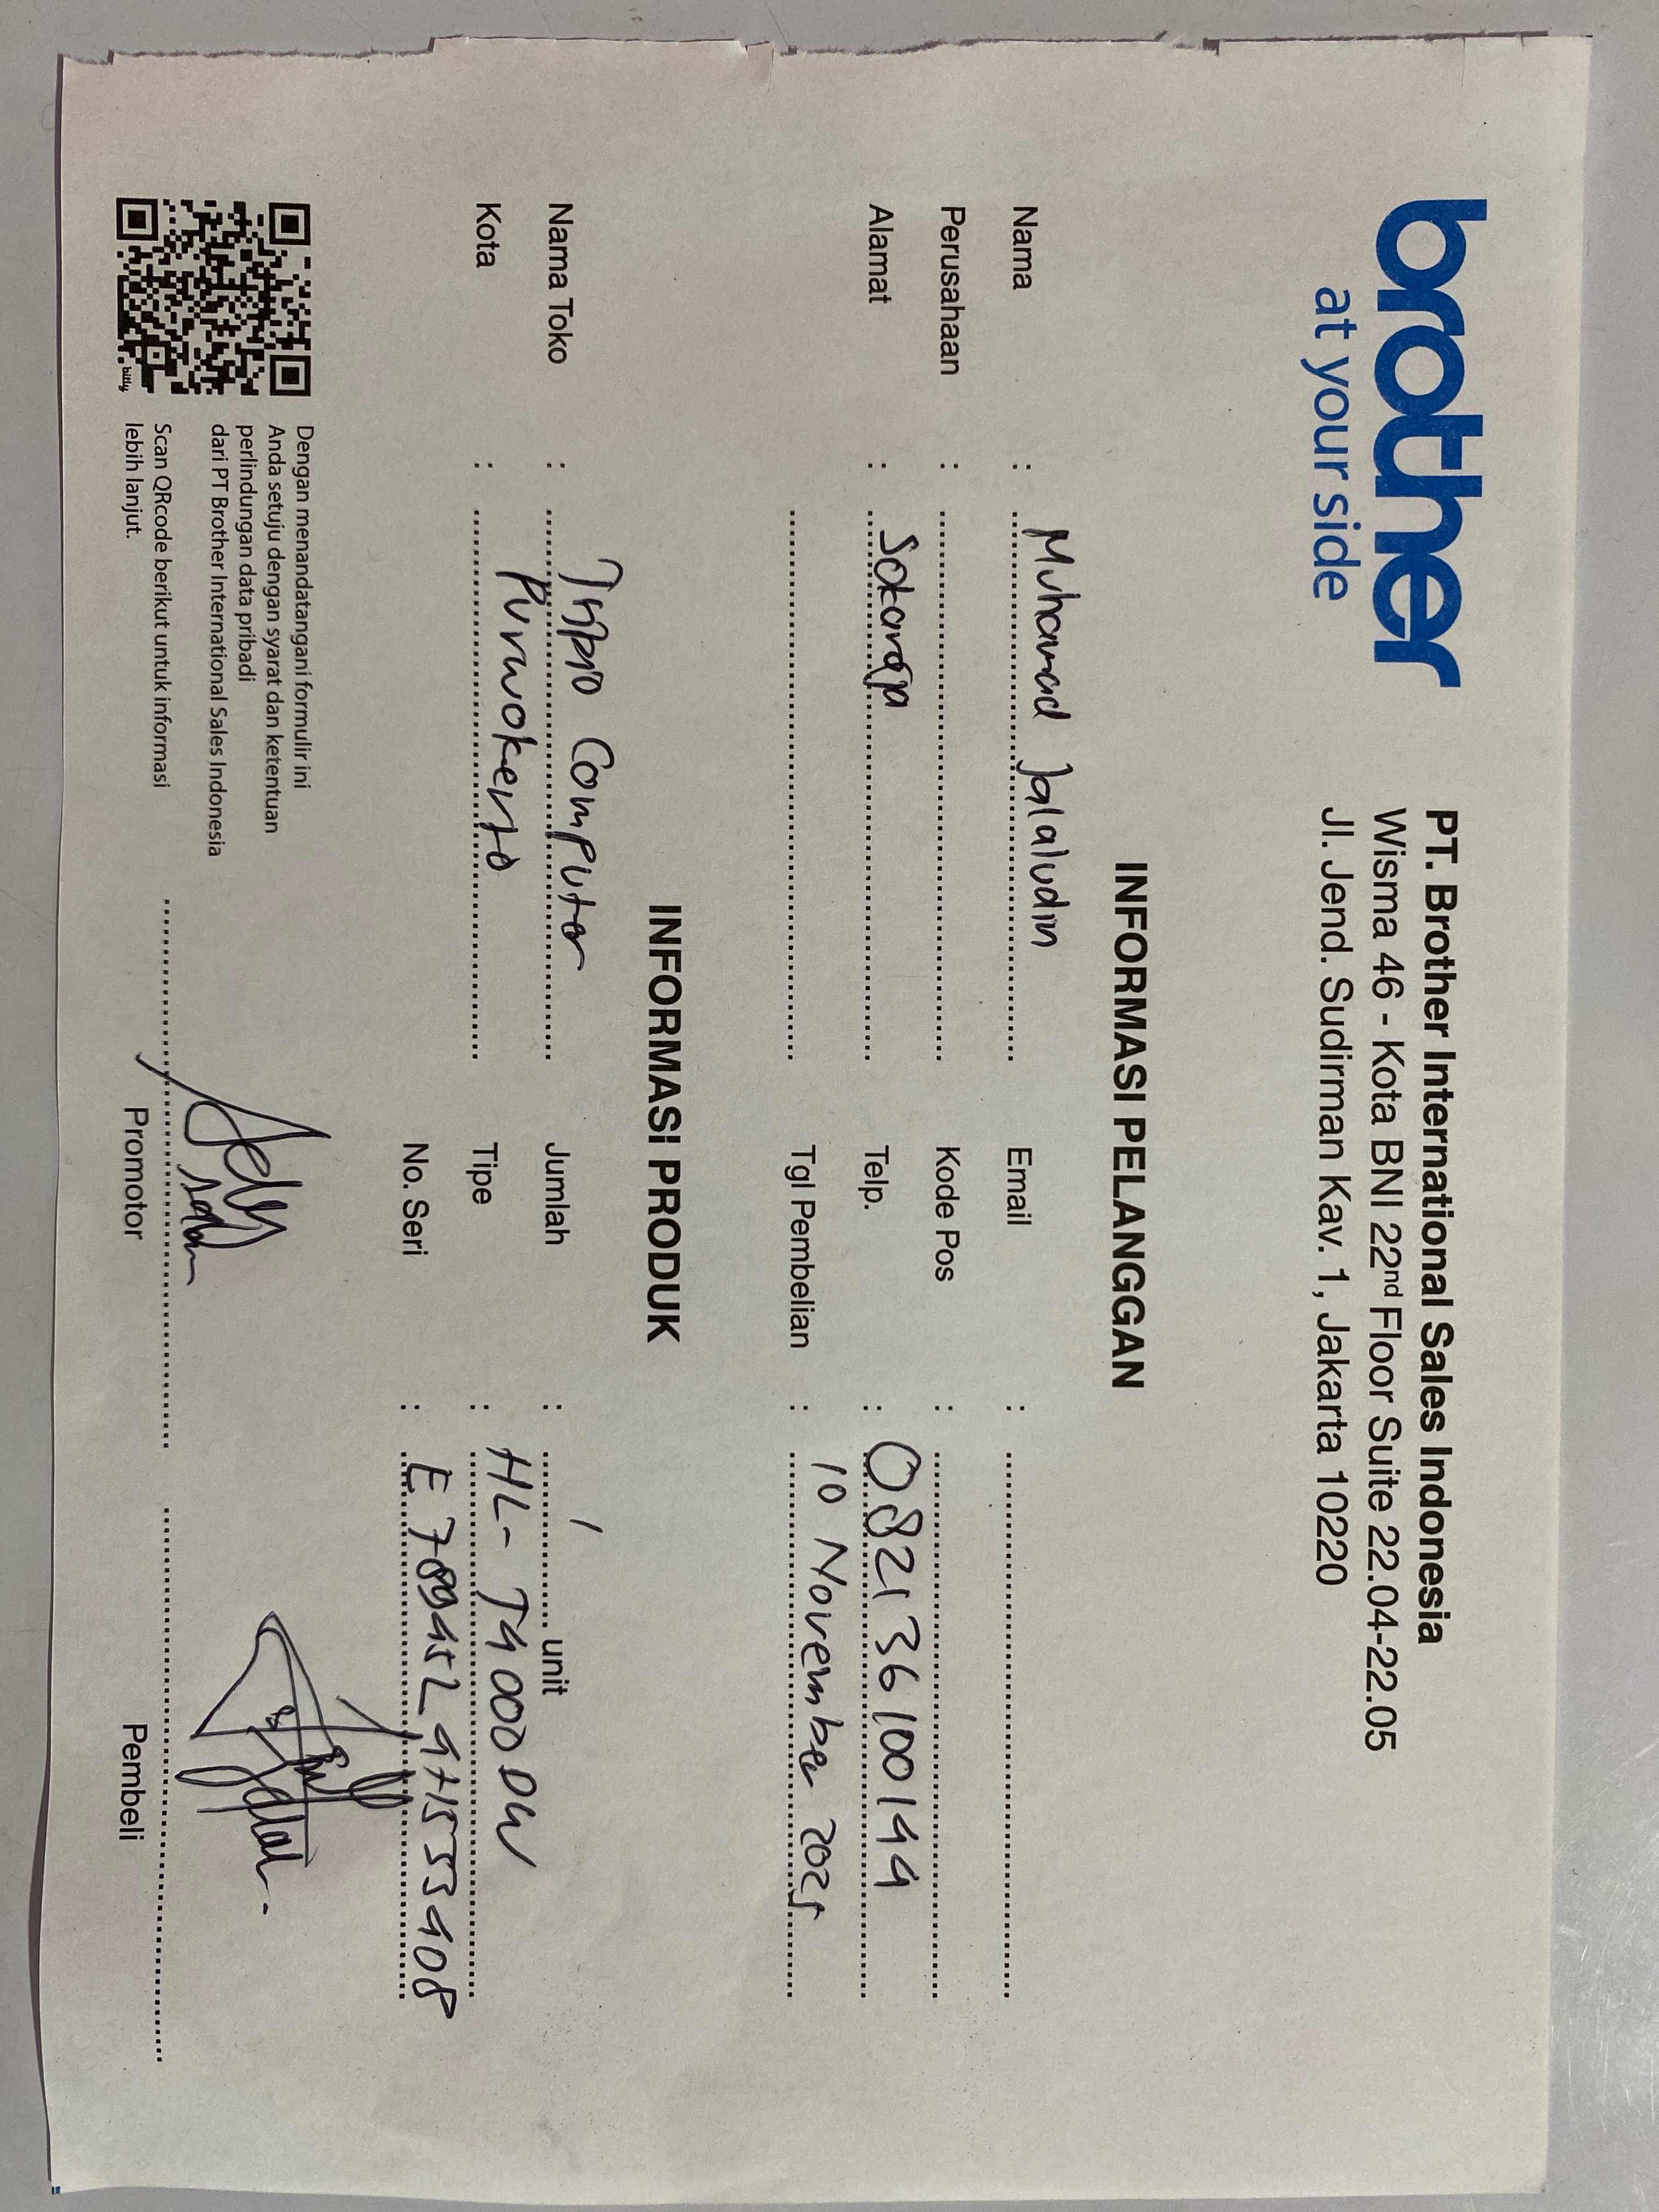 brother
at your side
PT. Brother International Sales Indonesia
Wisma 46 - Kota BNI 22nd Floor Suite 22.04-22.05
Jl. Jend. Sudirman Kav. 1, Jakarta 10220
INFORMASI PELANGGAN
Nama : Muhamad Jalaludin
Email :
Perusahaan :
Kode Pos :
Alamat : Sokaraja
Telp. : 082136100144
Tgl Pembelian : 10 November 2025
INFORMASI PRODUK
Nama Toko : Computer
Jumlah : 1 unit
Kota : Purwokerto
Tipe : HL-T4000DW
No. Seri :
Dengan menandatangani formulir ini
Anda setuju dengan syarat dan ketentuan
perlindungan data pribadi
dari PT Brother International Sales Indonesia
Scan QRcode berikut untuk informasi
lebih lanjut.
bitly
Promotor
Pembeli